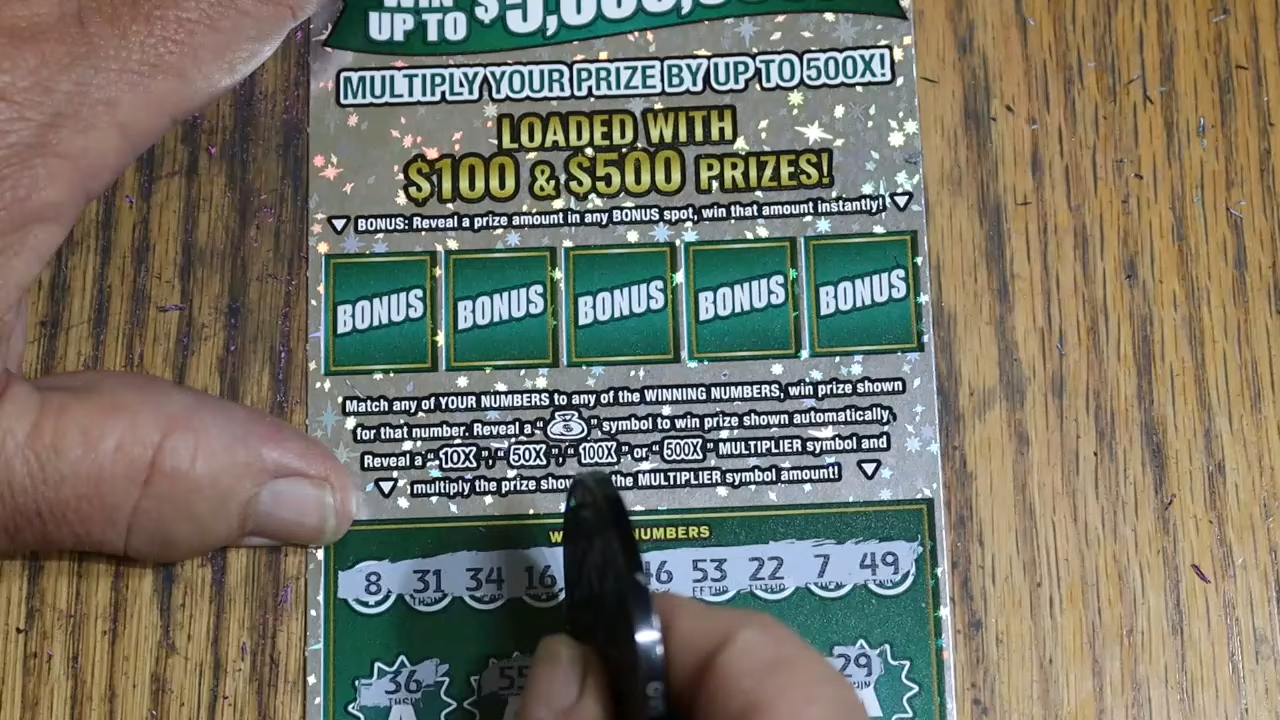 WIN
UP TO
MULTIPLY YOUR PRIZE BY UP TO 500X!
LOADED WITH
$100 & $500 PRIZES!
BONUS: Reveal a prize amount in any BONUS spot, win that amount instantly!
BONUS BONUS BONUS BONUS BONUS
Match any of YOUR NUMBERS to any of the WINNING NUMBERS, win prize shown
for that number. Reveal a " $ " symbol to win prize shown automatically.
Reveal a " 10X ", " 50X ", " 100X " or, " 500X " MULTIPLIER symbol and
multiply the prize the MULTIPLIER symbol amount!
NUMBERS
8 31 34 16 46 53 22 7 49
36 55 29